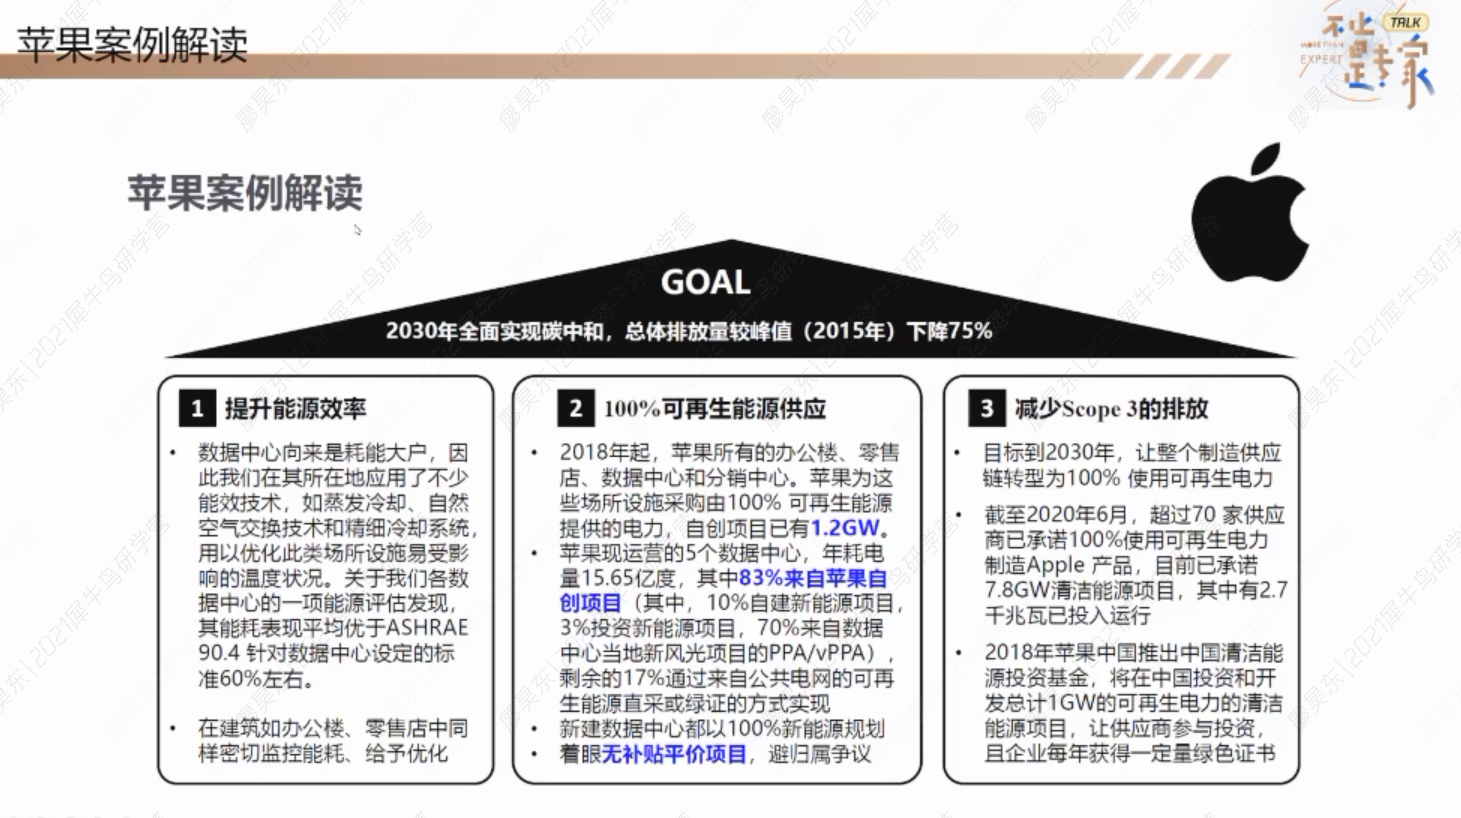 苹果案例解读
不止是专家
TALK
MORE THAN
EXPERT
苹果案例解读
GOAL
2030年全面实现碳中和，总体排放量较峰值（2015年）下降75%
1 提升能源效率
• 数据中心向来是耗能大户，因
此我们在其所在地应用了不少
能效技术，如蒸发冷却、自然
空气交换技术和精细冷却系统，
用以优化此类场所设施易受影
响的温度状况。关于我们各数
据中心的一项能源评估发现，
其能耗表现平均优于ASHRAE
90.4 针对数据中心设定的标
准60%左右。
• 在建筑如办公楼、零售店中同
样密切监控能耗、给予优化
2 100%可再生能源供应
• 2018年起，苹果所有的办公楼、零售
店、数据中心和分销中心。苹果为这
些场所设施采购由100% 可再生能源
提供的电力，自创项目已有1.2GW。
• 苹果现运营的5个数据中心，年耗电
量15.65亿度，其中83%来自苹果自
创项目（其中，10%自建新能源项目，
3%投资新能源项目，70%来自数据
中心当地新风光项目的PPA/vPPA），
剩余的17%通过来自公共电网的可再
生能源直采或绿证的方式实现
• 新建数据中心都以100%新能源规划
• 着眼无补贴平价项目，避归属争议
3 减少Scope 3的排放
• 目标到2030年，让整个制造供应
链转型为100% 使用可再生电力
• 截至2020年6月，超过70 家供应
商已承诺100%使用可再生电力
制造Apple 产品，目前已承诺
7.8GW清洁能源项目，其中有2.7
千兆瓦已投入运行
• 2018年苹果中国推出中国清洁能
源投资基金，将在中国投资和开
发总计1GW的可再生电力的清洁
能源项目，让供应商参与投资，
且企业每年获得一定量绿色证书
廖昊东|2021犀牛鸟研学营